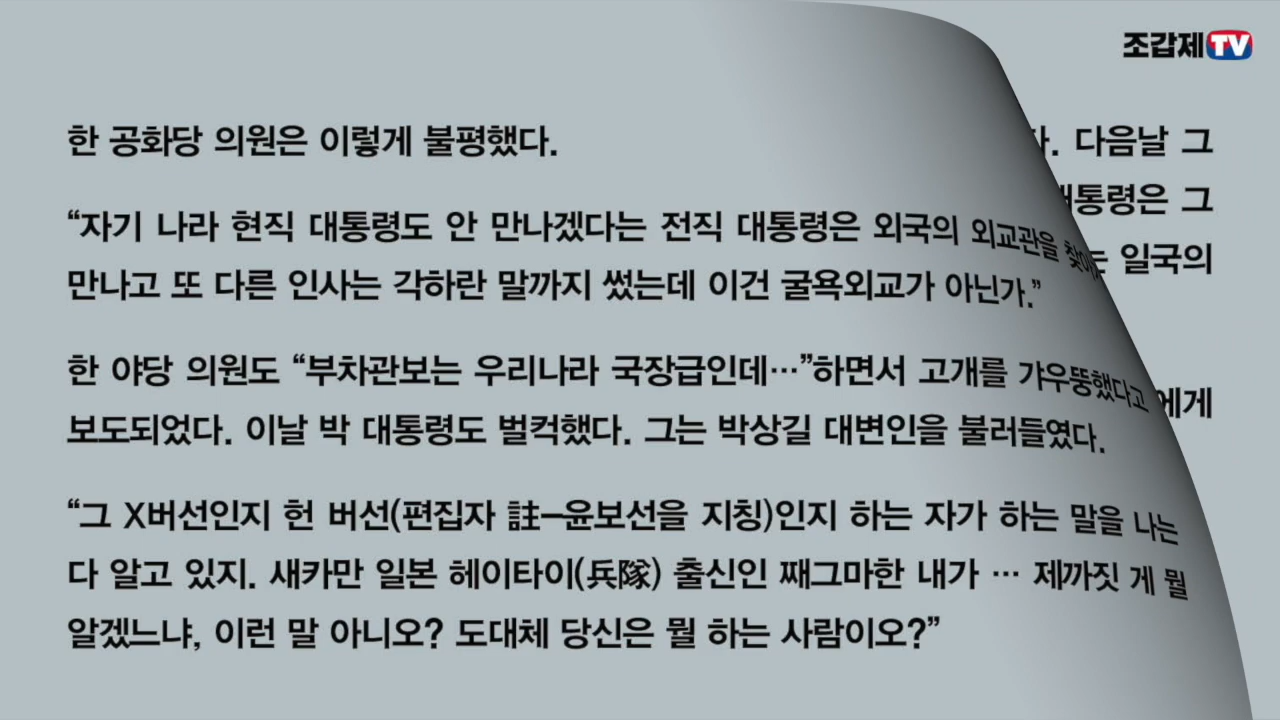 조갑제TV
한 공화당 의원은 이렇게 불평했다.
다음날 그
“자기 나라 현직 대통령도 안 만나겠다는 전직 대통령은 외국의 외교관을
대통령은 그
만나고 또 다른 인사는 각하란 말까지 썼는데 이건 굴욕외교가 아닌가.”
일국의
한 야당 의원도 “부차관보는 우리나라 국장급인데…”하면서 고개를 갸우뚱했다고
에게
보도되었다. 이날 박 대통령도 벌컥했다. 그는 박상길 대변인을 불러들였다.
“그 X버선인지 헌 버선(편집자 註—윤보선을 지칭)인지 하는 자가 하는 말을 나는
다 알고 있지. 새카만 일본 헤이타이(兵隊) 출신인 째그마한 내가 … 제까짓 게 뭘
알겠느냐, 이런 말 아니오? 도대체 당신은 뭘 하는 사람이오?”